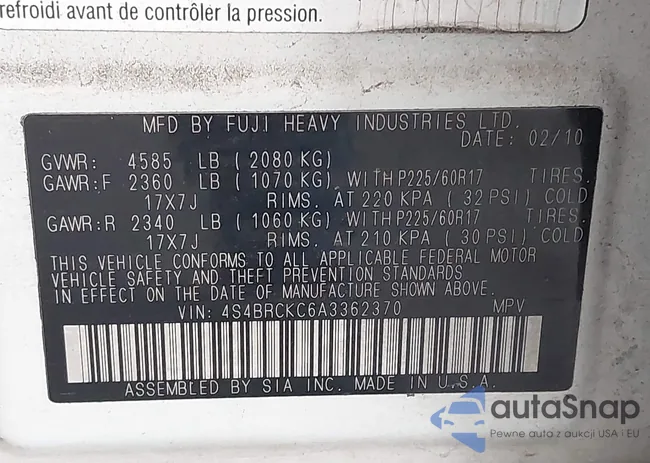 refroidi avant de contrôler la pression.
MFD BY FUJI HEAVY INDUSTRIES LTD.
DATE: 02/10
GVWR: 4585 LB (2080 KG)
GAWR:F 2360 LB (1070 KG) WITH P225/60R17 TIRES.
17X7J RIMS. AT 220 KPA (32 PSI) COLD
GAWR:R 2340 LB (1060 KG) WITH P225/60R17 TIRES.
17X7J RIMS. AT 210 KPA (30 PSI) COLD
THIS VEHICLE CONFORMS TO ALL APPLICABLE FEDERAL MOTOR
VEHICLE SAFETY AND THEFT PREVENTION STANDARDS
IN EFFECT ON THE DATE OF MANUFACTURE SHOWN ABOVE.
VIN: 4S4BRCKC6A3362370 MPV
ASSEMBLED BY SIA INC. MADE IN U.S.A.
autaSnap
Pewne auta z aukcji USA i EU